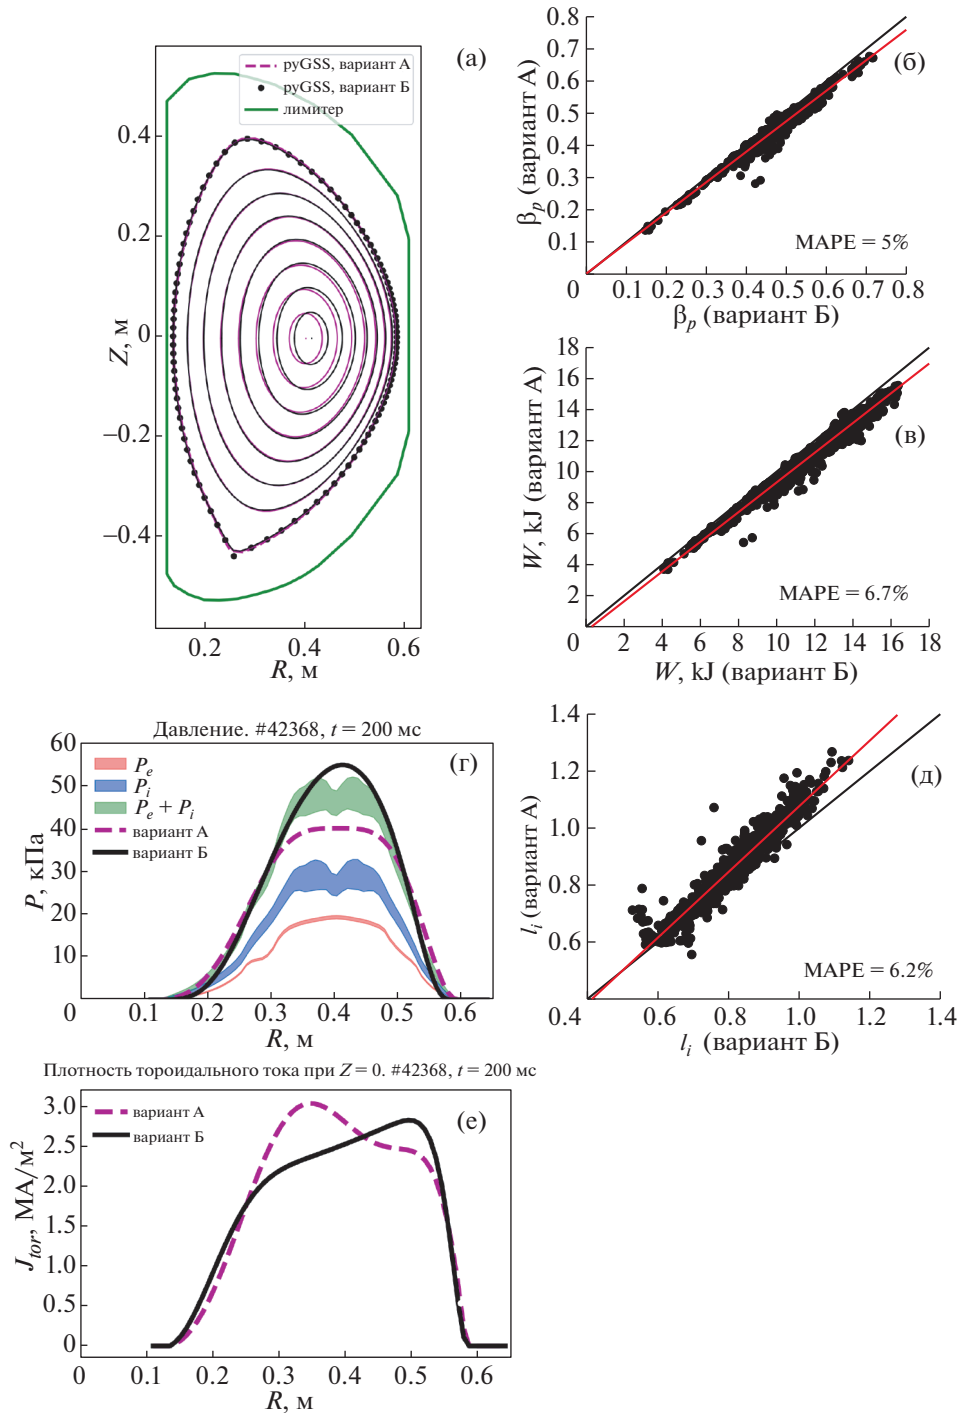 (а)
pyGSS, вариант А
pyGSS, вариант Б
лимитер
0.4
0.2
0
−0.2
−0.4
Z, м
0.2 0.4 0.6
R, м
(б)
0.8
0.7
0.6
0.5
0.4
0.3
0.2
0.1
0
βp (вариант А)
MAPE = 5%
0.1 0.2 0.3 0.4 0.5 0.6 0.7 0.8
βp (вариант Б)
(в)
18
16
14
12
10
8
6
4
2
0
W, kJ (вариант А)
MAPE = 6.7%
2 4 6 8 10 12 14 16 18
W, kJ (вариант Б)
Давление. #42368, t = 200 мс
(г)
60
50
40
30
20
10
0
P, кПа
Pe
Pi
Pe + Pi
вариант А
вариант Б
0.1 0.2 0.3 0.4 0.5 0.6
R, м
(д)
1.4
1.2
1.0
0.8
0.6
0.4
li (вариант А)
MAPE = 6.2%
0.6 0.8 1.0 1.2 1.4
li (вариант Б)
Плотность тороидального тока при Z = 0. #42368, t = 200 мс
(е)
3.0
2.5
2.0
1.5
1.0
0.5
0
Jtor, МА/м²
вариант А
вариант Б
0 0.1 0.2 0.3 0.4 0.5 0.6
R, м